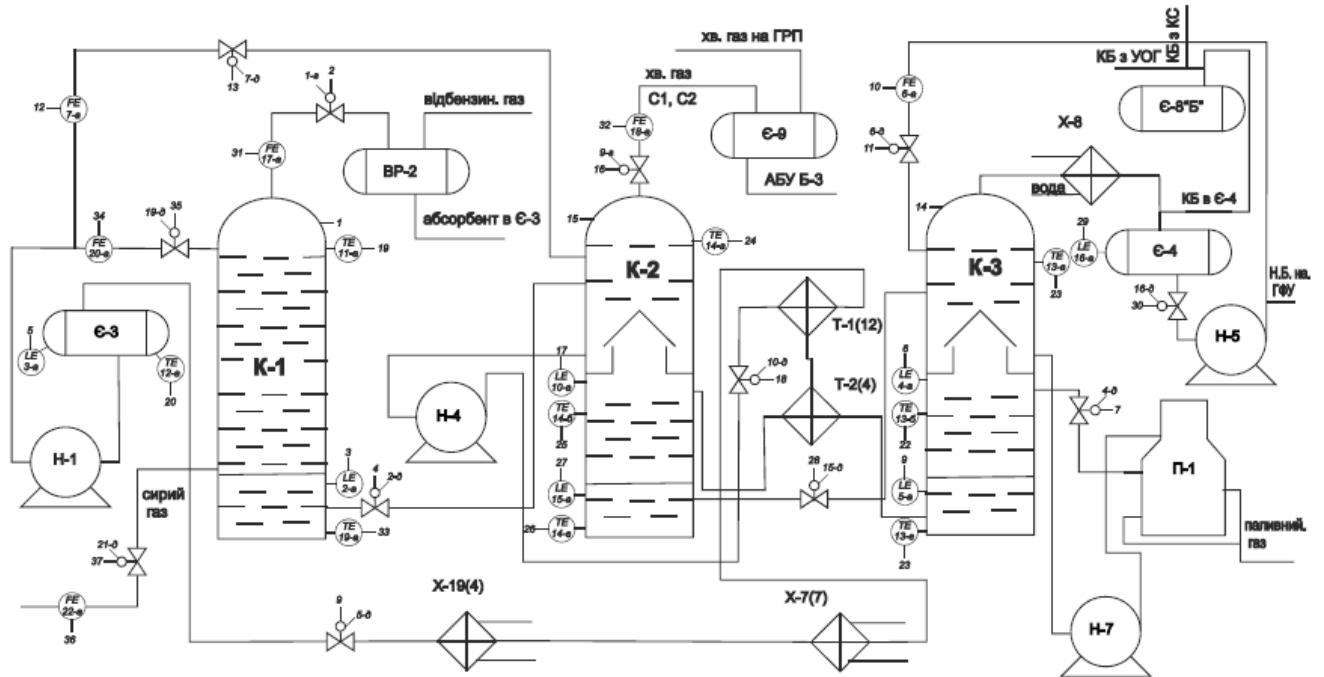 КБ з КС
КБ з УОГ
хв. газ на ГРП
хв. газ
С1, С2
13
7-д
1-а
2
12
FE
7-а
відбензин. газ
31
FE
17-а
ВР-2
абсорбент в Є-3
32
FE
18-а
9-а
16
Є-9
АБУ Б-3
10
FE
6-а
6-д
11
Х-8
вода
Є-8"Б"
КБ в Є-4
Н.Б. на.
ГФУ
34
FE
20-а
19-д
35
1
TE
11-а
19
15
К-2
TE
14-а
24
14
К-3
TE
13-а
23
29
LE
16-а
Є-4
16-д
30
Н-5
5
LE
3-а
Є-3
TE
12-а
20
К-1
Т-1(12)
Т-2(4)
17
LE
10-а
10-д
18
6
LE
4-а
4-д
7
Н-4
TE
14-б
25
TE
13-б
22
П-1
Н-1
сирий
газ
3
LE
2-а
4
2-д
27
LE
15-а
28
15-д
9
LE
5-а
TE
19-а
33
26
TE
14-в
TE
13-в
23
паливний.
газ
21-д
37
FE
22-а
36
9
5-д
Х-19(4)
Х-7(7)
Н-7